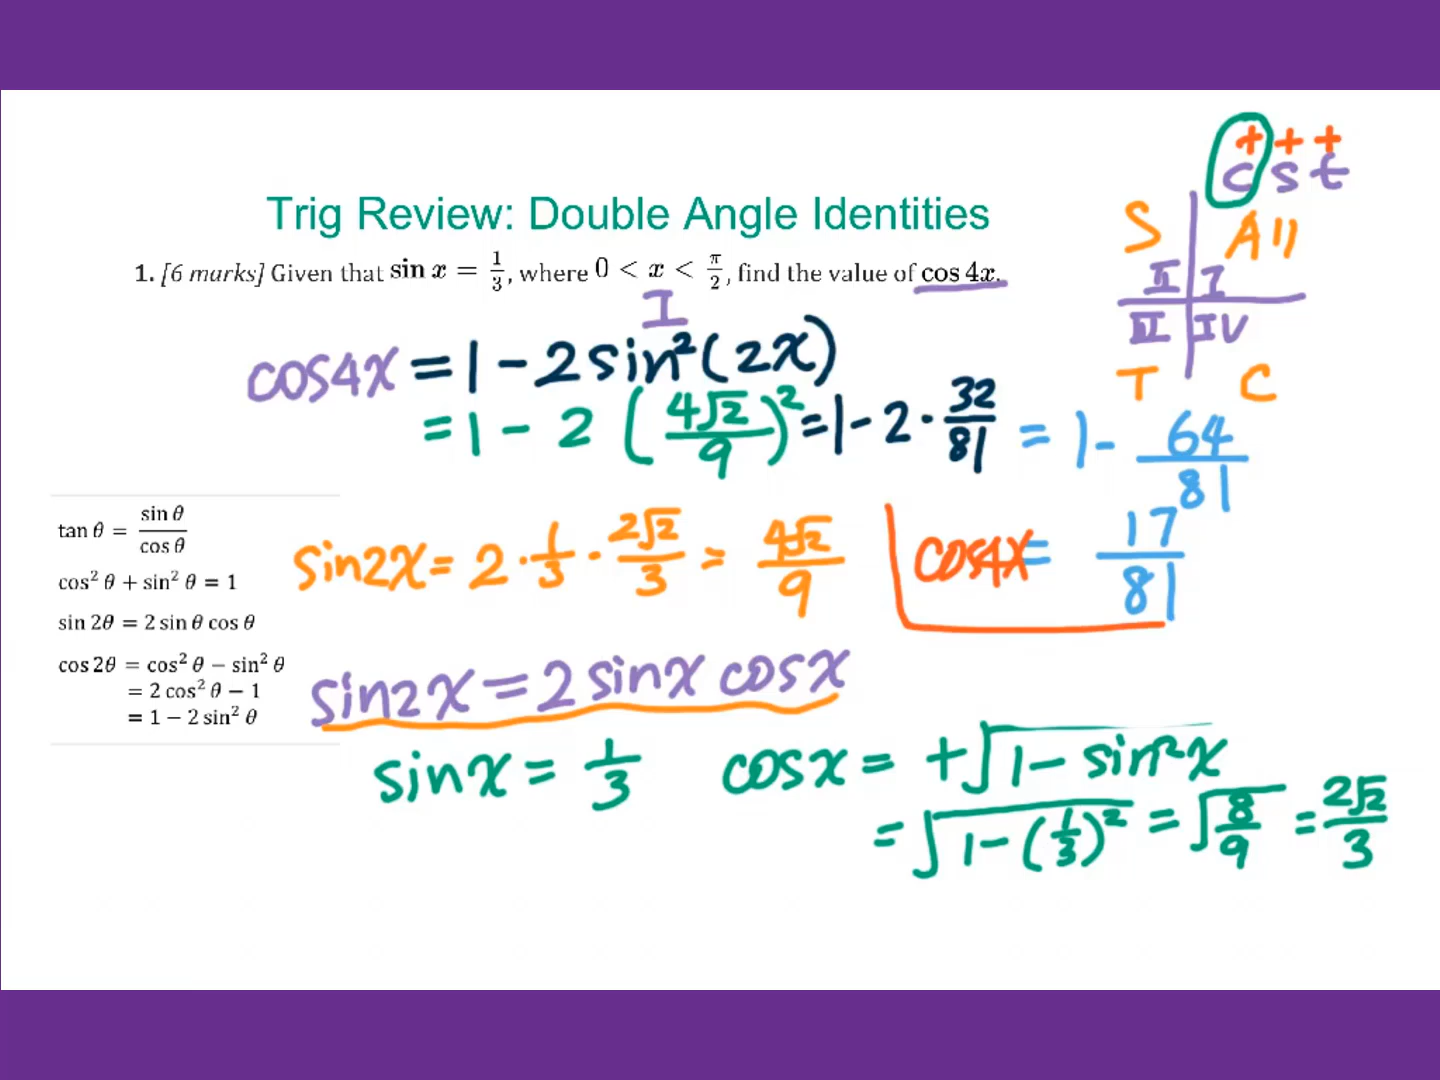 Trig Review: Double Angle Identities
1. [6 marks] Given that sin x = 1/3, where 0 < x < π/2, find the value of cos 4x.
I
+ + +
c s t
S All
II I
III IV
T C
cos4x = 1 - 2 sin²(2x)
= 1 - 2 (4√2/9)² = 1 - 2 · 32/81 = 1 - 64/81
cos4x = 17/81
sin2x = 2 · 1/3 · 2√2/3 = 4√2/9
sin2x = 2 sinx cosx
sinx = 1/3 cosx = +√(1 - sin²x)
= √(1 - (1/3)²) = √(8/9) = 2√2/3
tan θ = sin θ/cos θ
cos² θ + sin² θ = 1
sin 2θ = 2 sin θ cos θ
cos 2θ = cos² θ − sin² θ
= 2 cos² θ − 1
= 1 − 2 sin² θ